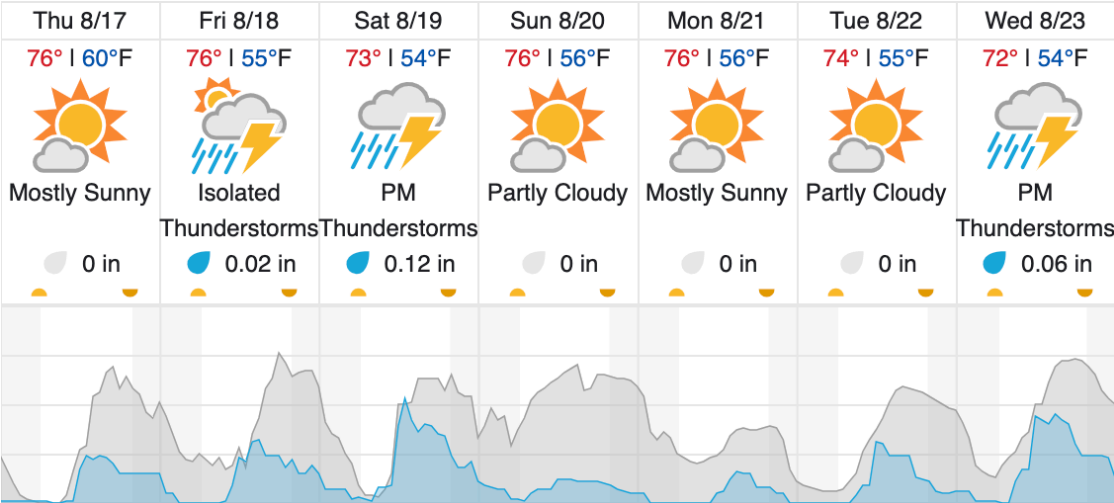 Thu 8/17 Fri 8/18 Sat 8/19 Sun 8/20 Mon 8/21 Tue 8/22 Wed 8/23
76° | 60°F 76° | 55°F 73° | 54°F 76° | 56°F 76° | 56°F 74° | 55°F 72° | 54°F
Mostly Sunny Isolated PM Partly Cloudy Mostly Sunny Partly Cloudy PM
Thunderstorms Thunderstorms Thunderstorms
0 in 0.02 in 0.12 in 0 in 0 in 0 in 0.06 in